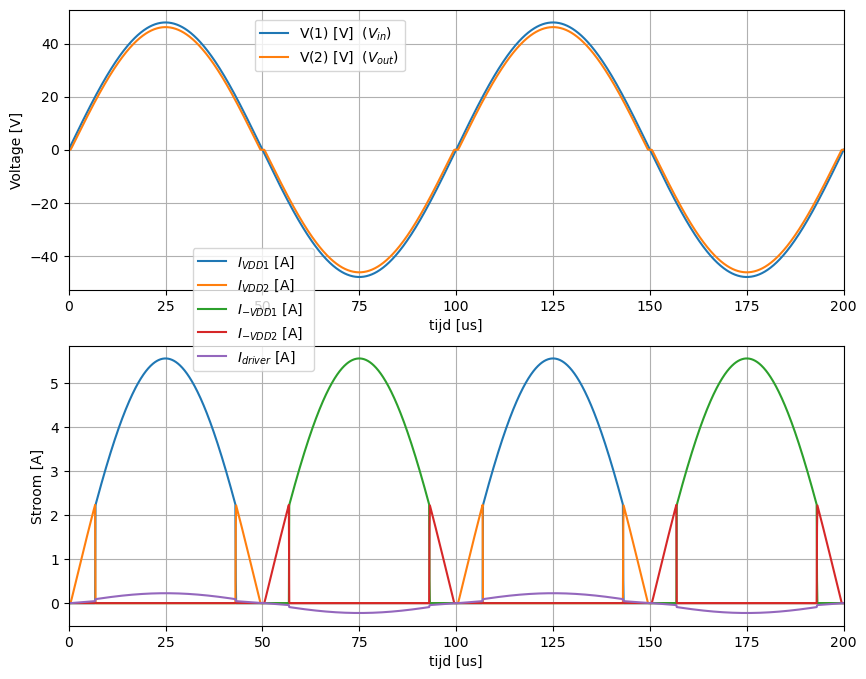 V(1) [V] (V_in)
V(2) [V] (V_out)
Voltage [V]
40
20
0
−20
−40
0 25 50 75 100 125 150 175 200
tijd [us]
I_VDD1 [A]
I_VDD2 [A]
I_−VDD1 [A]
I_−VDD2 [A]
I_driver [A]
Stroom [A]
5
4
3
2
1
0
0 25 50 75 100 125 150 175 200
tijd [us]